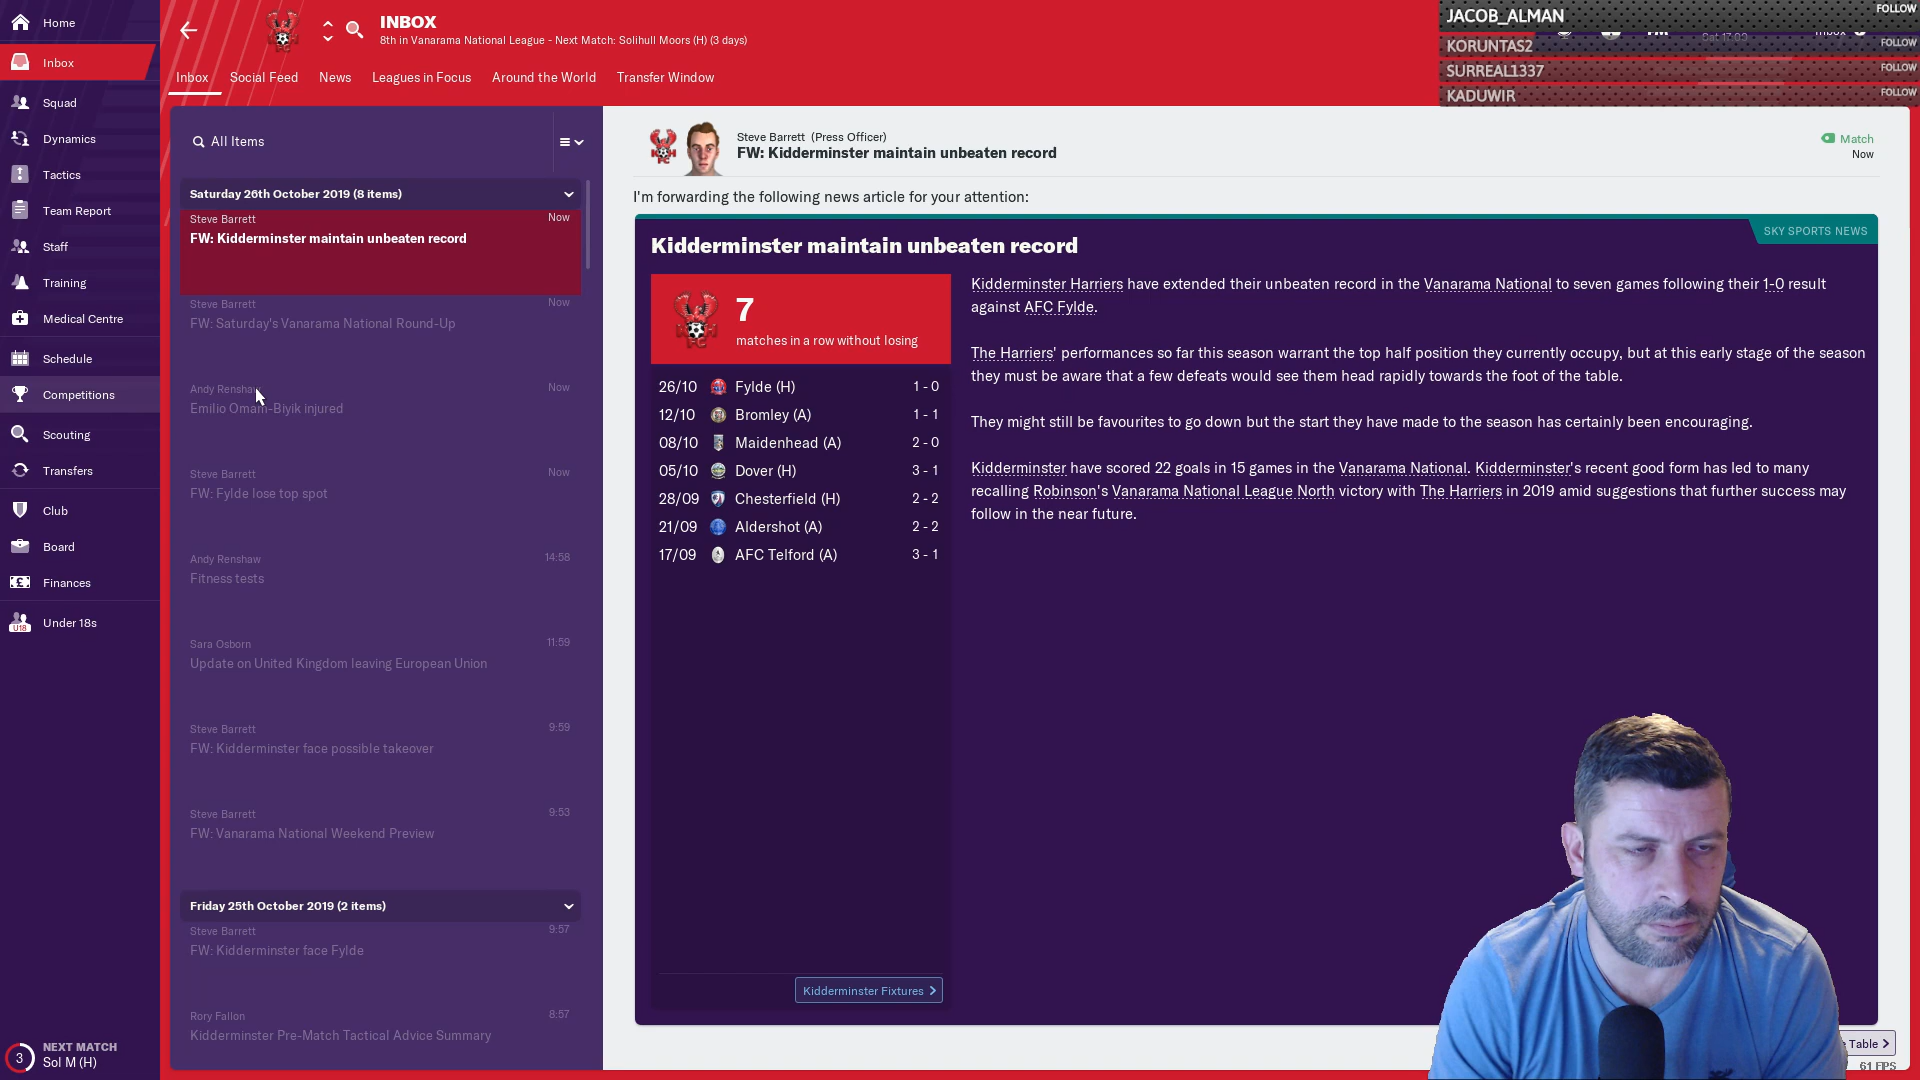 Home
Inbox
Squad
Dynamics
Tactics
Team Report
Staff
Training
Medical Centre
Schedule
Competitions
Scouting
Transfers
Club
Board
Finances
Under 18s
U18
3
NEXT MATCH
Sol M (H)
INBOX
8th in Vanarama National League - Next Match: Solihull Moors (H) (3 days)
Inbox
Social Feed
News
Leagues in Focus
Around the World
Transfer Window
JACOB_ALMAN
FOLLOW
KORUNTAS2
FOLLOW
SURREAL1337
FOLLOW
KADUWIR
FOLLOW
All Items
Saturday 26th October 2019 (8 items)
Steve Barrett
Now
FW: Kidderminster maintain unbeaten record
Steve Barrett
Now
FW: Saturday's Vanarama National Round-Up
Andy Renshaw
Now
Emilio Omam-Biyik injured
Steve Barrett
Now
FW: Fylde lose top spot
Andy Renshaw
14:58
Fitness tests
Sara Osborn
11:59
Update on United Kingdom leaving European Union
Steve Barrett
9:59
FW: Kidderminster face possible takeover
Steve Barrett
9:53
FW: Vanarama National Weekend Preview
Friday 25th October 2019 (2 items)
Steve Barrett
9:57
FW: Kidderminster face Fylde
Rory Fallon
8:57
Kidderminster Pre-Match Tactical Advice Summary
Steve Barrett (Press Officer)
FW: Kidderminster maintain unbeaten record
Match
Now
I'm forwarding the following news article for your attention:
SKY SPORTS NEWS
Kidderminster maintain unbeaten record
7
matches in a row without losing
26/10 Fylde (H) 1 - 0
12/10 Bromley (A) 1 - 1
08/10 Maidenhead (A) 2 - 0
05/10 Dover (H) 3 - 1
28/09 Chesterfield (H) 2 - 2
21/09 Aldershot (A) 2 - 2
17/09 AFC Telford (A) 3 - 1
Kidderminster Fixtures
Kidderminster Harriers have extended their unbeaten record in the Vanarama National to seven games following their 1-0 result
against AFC Fylde.
The Harriers' performances so far this season warrant the top half position they currently occupy, but at this early stage of the season
they must be aware that a few defeats would see them head rapidly towards the foot of the table.
They might still be favourites to go down but the start they have made to the season has certainly been encouraging.
Kidderminster have scored 22 goals in 15 games in the Vanarama National. Kidderminster's recent good form has led to many
recalling Robinson's Vanarama National League North victory with The Harriers in 2019 amid suggestions that further success may
follow in the near future.
Table
61 FPS